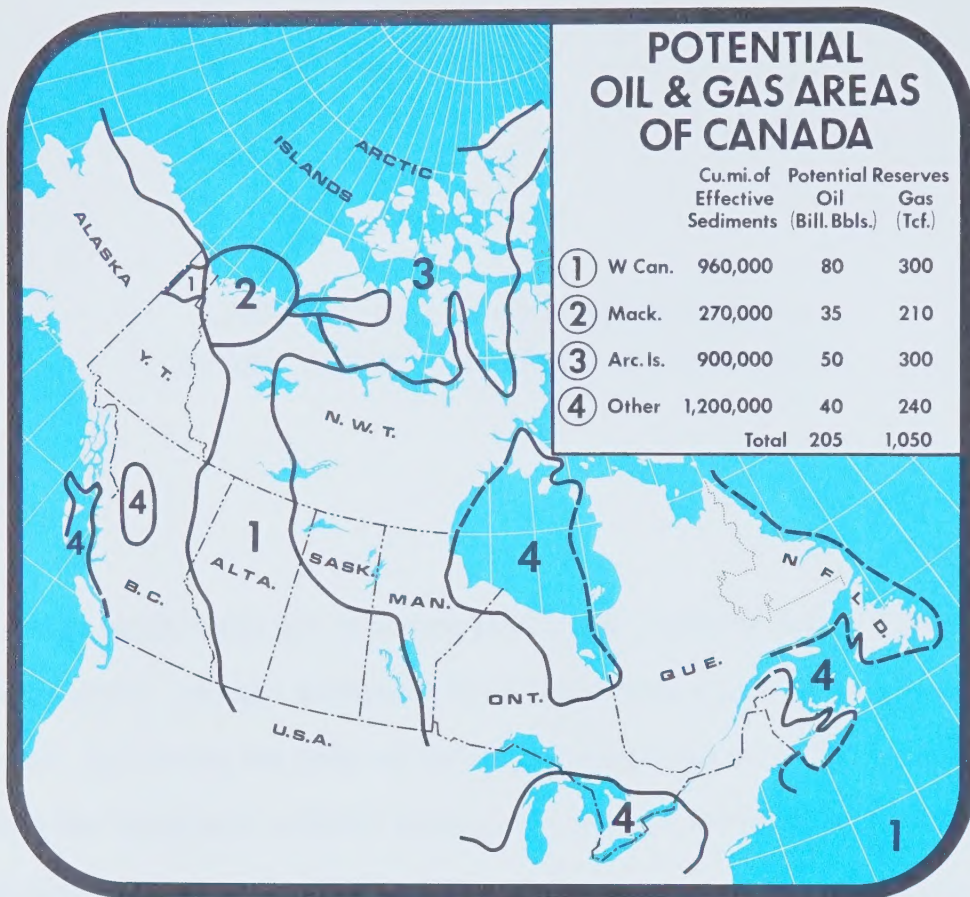 POTENTIAL
OIL & GAS AREAS
OF CANADA
Cu.mi.of Potential Reserves
Effective Oil Gas
Sediments (Bill.Bbls.) (Tcf.)
1 W Can. 960,000 80 300
2 Mack. 270,000 35 210
3 Arc.Is. 900,000 50 300
4 Other 1,200,000 40 240
Total 205 1,050
ARCTIC
ISLANDS
ALASKA
1
2
3
Y. T.
N. W. T.
4
4
B.C.
1
ALTA.
SASK.
MAN.
4
ONT.
QUE.
NFLD.
4
U.S.A.
4
1